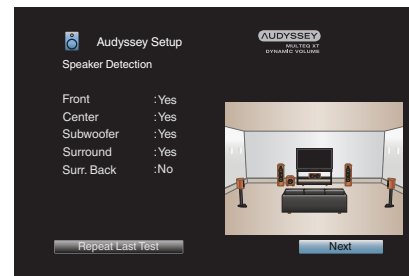 Audyssey Setup
AUDYSSEY
MULTEQ XT
DYNAMIC VOLUME
Speaker Detection
Front :Yes
Center :Yes
Subwoofer :Yes
Surround :Yes
Surr. Back :No
Repeat Last Test
Next